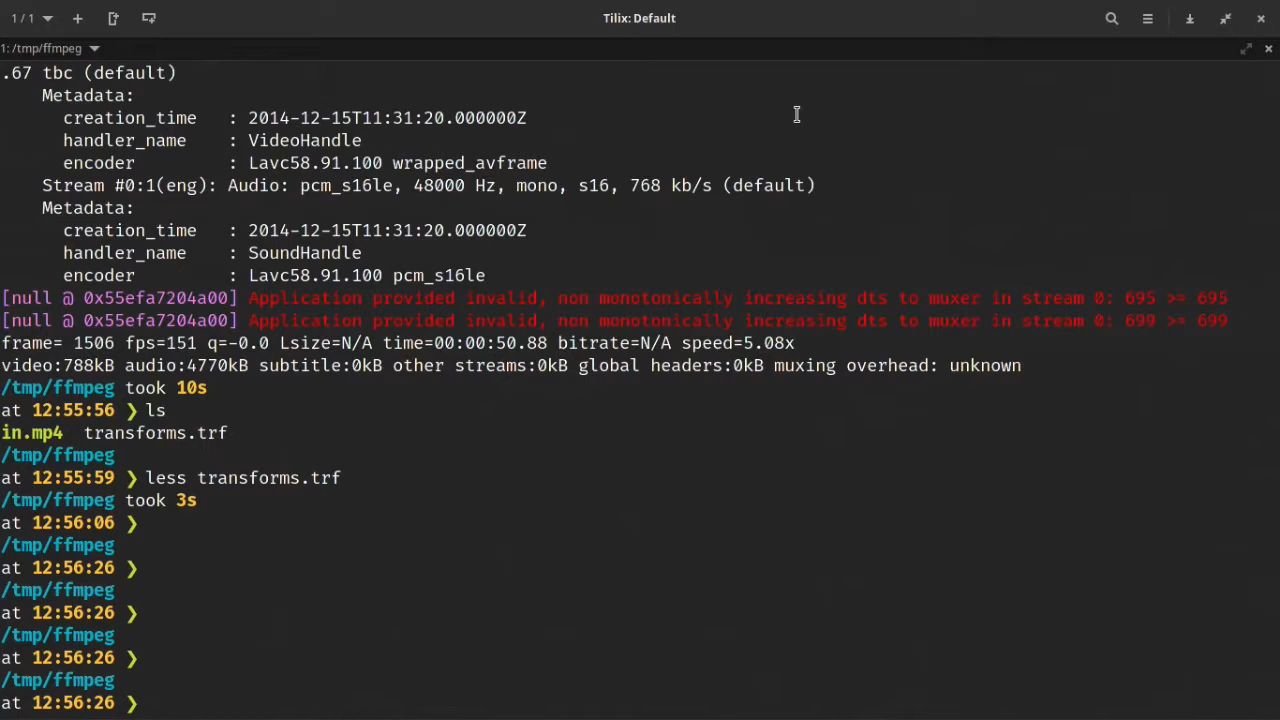 1 / 1
Tilix: Default
1: /tmp/ffmpeg
.67 tbc (default)
    Metadata:
      creation_time   : 2014-12-15T11:31:20.000000Z
      handler_name    : VideoHandle
      encoder         : Lavc58.91.100 wrapped_avframe
    Stream #0:1(eng): Audio: pcm_s16le, 48000 Hz, mono, s16, 768 kb/s (default)
    Metadata:
      creation_time   : 2014-12-15T11:31:20.000000Z
      handler_name    : SoundHandle
      encoder         : Lavc58.91.100 pcm_s16le
[null @ 0x55efa7204a00] Application provided invalid, non monotonically increasing dts to muxer in stream 0: 695 >= 695
[null @ 0x55efa7204a00] Application provided invalid, non monotonically increasing dts to muxer in stream 0: 699 >= 699
frame= 1506 fps=151 q=-0.0 Lsize=N/A time=00:00:50.88 bitrate=N/A speed=5.08x
video:788kB audio:4770kB subtitle:0kB other streams:0kB global headers:0kB muxing overhead: unknown
/tmp/ffmpeg took 10s
at 12:55:56 ❯ ls
in.mp4  transforms.trf
/tmp/ffmpeg
at 12:55:59 ❯ less transforms.trf
/tmp/ffmpeg took 3s
at 12:56:06 ❯
/tmp/ffmpeg
at 12:56:26 ❯
/tmp/ffmpeg
at 12:56:26 ❯
/tmp/ffmpeg
at 12:56:26 ❯
/tmp/ffmpeg
at 12:56:26 ❯